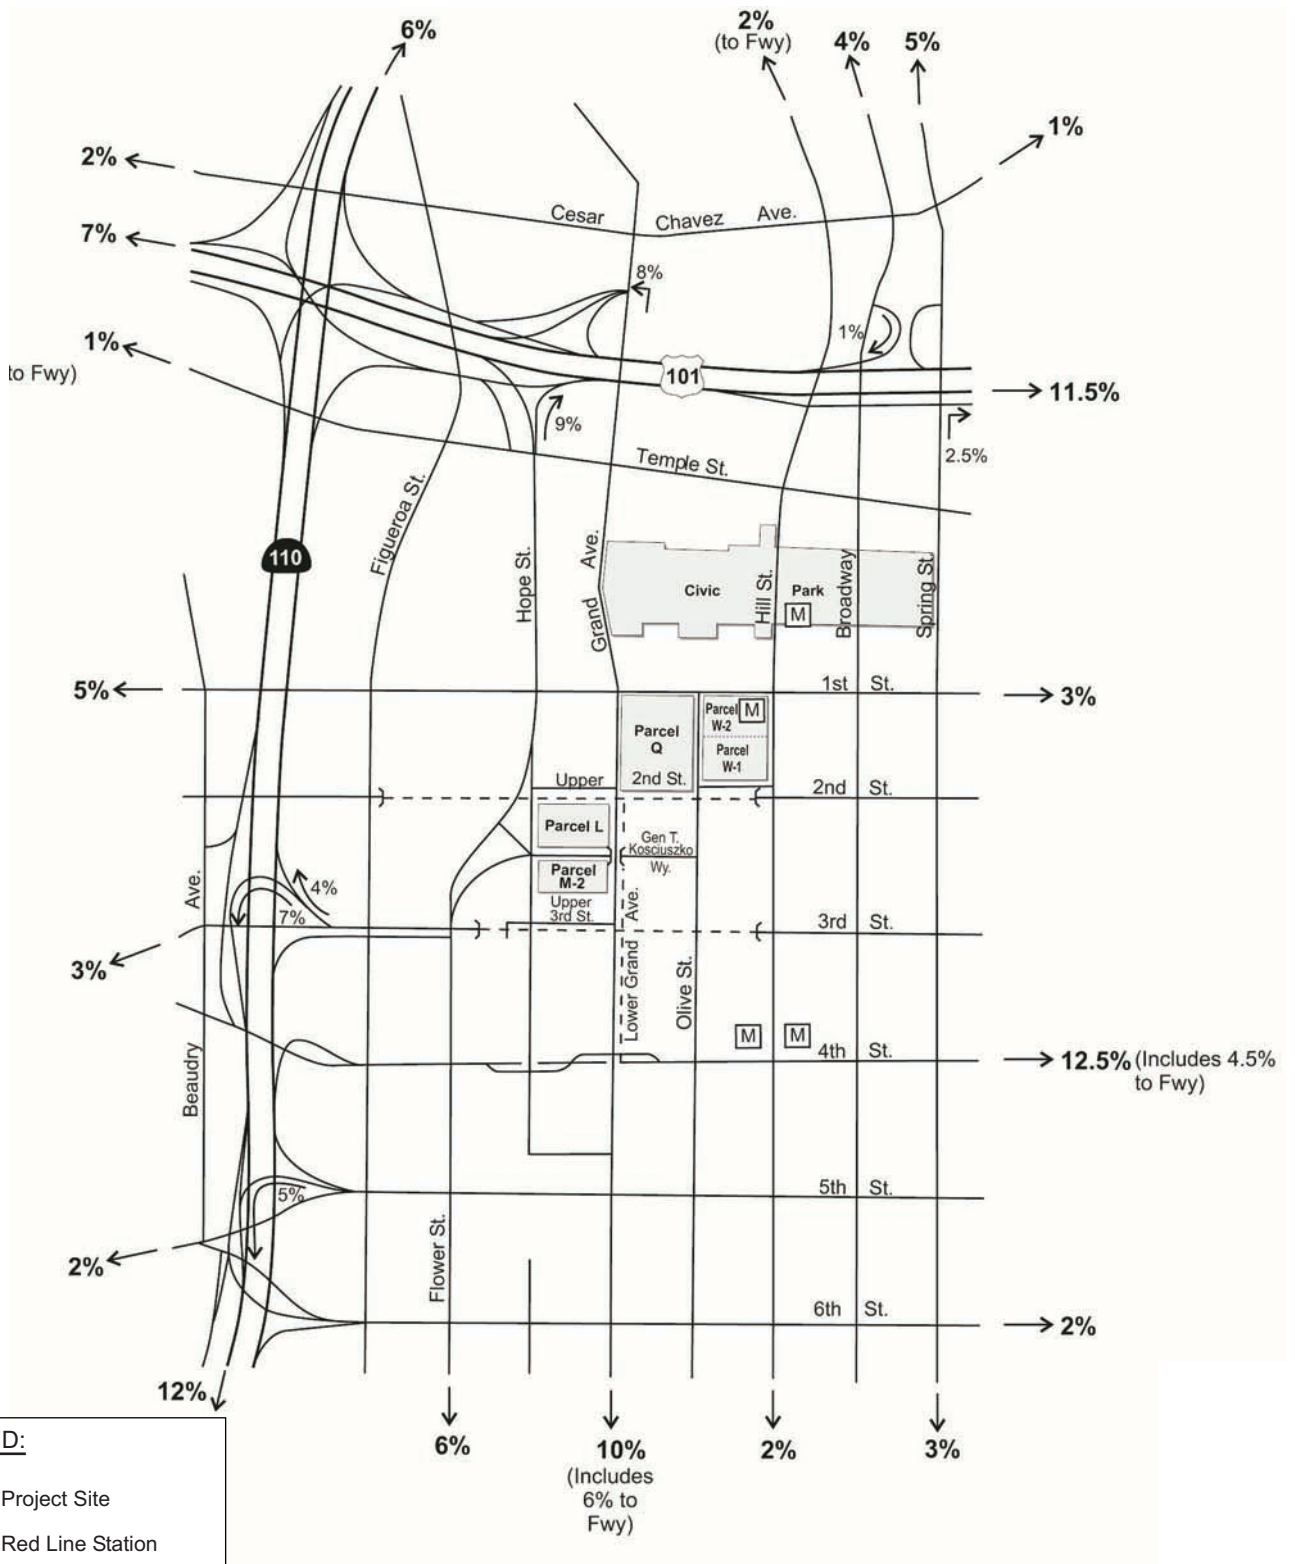 6%
2%
(to Fwy)
4%
5%
1%
2%
Cesar Chavez Ave.
7%
8%
1%
1%
to Fwy)
101
11.5%
9%
2.5%
Temple St.
Figueroa St.
110
Hope St.
Grand Ave.
Civic
Hill St.
Park
M
Broadway
Spring St.
5%
1st St.
3%
Parcel
W-2
M
Parcel
Q
Parcel
W-1
Upper 2nd St.
2nd St.
Parcel L
Gen T.
Kosciuszko
Wy.
Parcel
M-2
4%
7%
Upper
3rd St.
3rd St.
Beaudry Ave.
3%
Lower Grand Ave.
Olive St.
M
M
4th St.
12.5% (Includes 4.5%
to Fwy)
5%
5th St.
Flower St.
2%
6th St.
2%
12%
6%
10%
(Includes
6% to
Fwy)
2%
3%
D:
Project Site
Red Line Station